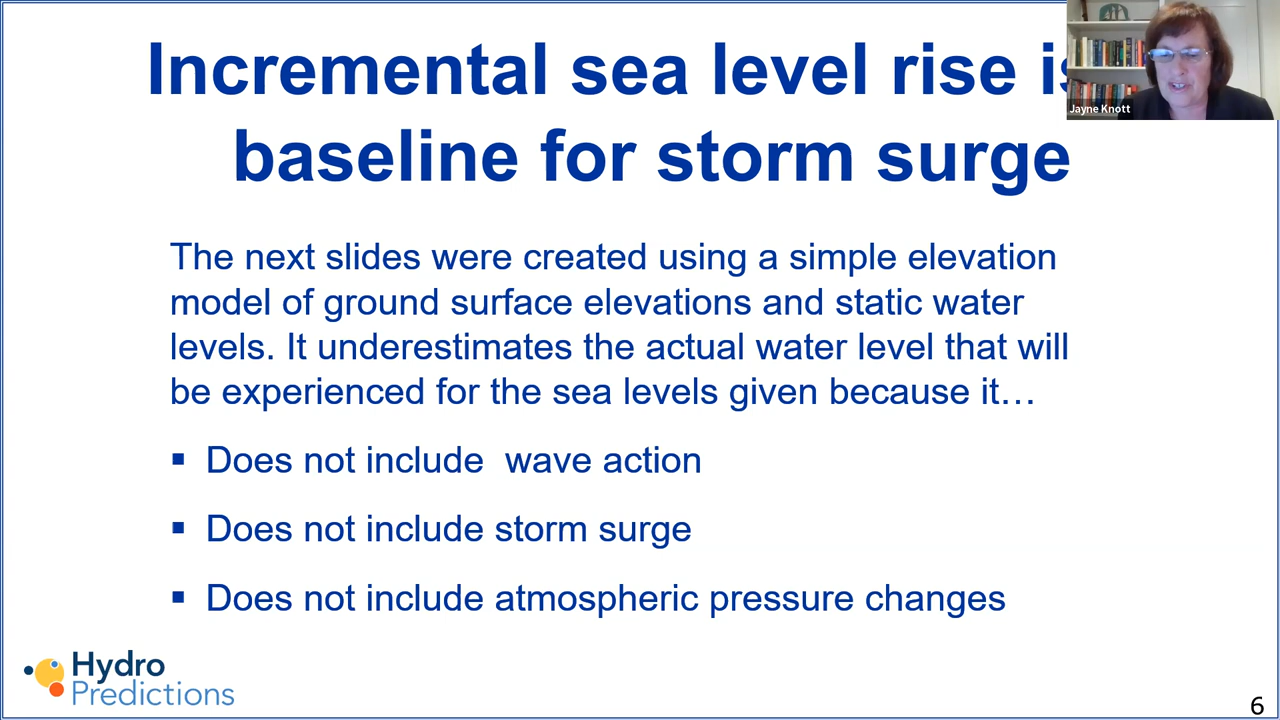 Incremental sea level rise is
baseline for storm surge
Jayne Knott
The next slides were created using a simple elevation
model of ground surface elevations and static water
levels. It underestimates the actual water level that will
be experienced for the sea levels given because it…
▪ Does not include  wave action
▪ Does not include storm surge
▪ Does not include atmospheric pressure changes
Hydro
Predictions
6